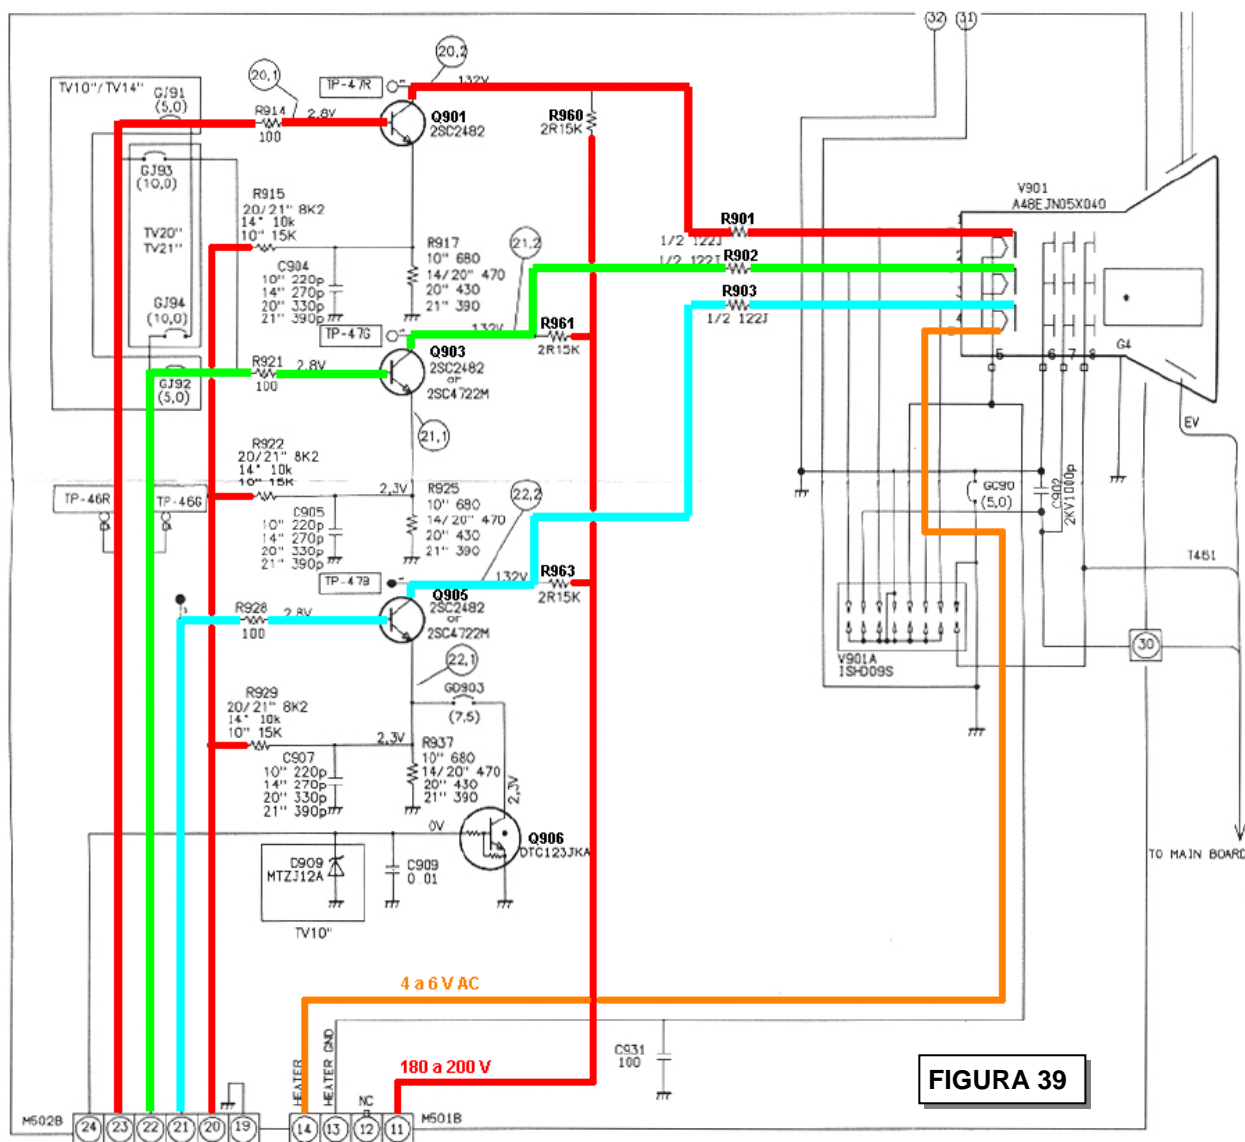 32
31
TV10"/TV14"
GJ91
(5,0)
20,1
TP-47R
20,2
132V
R914
100
2.8V
Q901
2SC2482
R960
2R15K
GJ93
(10,0)
V901
A48EJN05X040
R915
20/21" 8K2
14" 10k
10" 15K
TV20"
TV21"
R901
1/2 122J
R917
10" 680
14/20" 470
20" 430
21" 390
21,2
R902
1/2 122J
C904
10" 220p
14" 270p
20" 330p
21" 390p
R903
1/2 122J
GJ94
(10,0)
TP-47G
132V
R961
2R15K
1
2
3
4
G4
5
6
7
8
Q903
2SC2482
or
2SC4722M
R921
100
2.8V
GJ92
(5,0)
21,1
EV
R922
20/21" 8K2
14" 10k
10" 15K
TP-46R
TP-46G
2,3V
R925
10" 680
14/20" 470
20" 430
21" 390
22,2
GC90
(5,0)
C902
2KV1000p
C905
10" 220p
14" 270p
20" 330p
21" 390p
T461
TP-47B
132V
R963
2R15K
Q905
2SC2482
or
2SC4722M
R928
100
2.8V
30
V901A
ISHD09S
22,1
GD903
(7,5)
R929
20/21" 8K2
14" 10k
10" 15K
2,3V
R937
10" 680
14/20" 470
20" 430
21" 390
C907
10" 220p
14" 270p
20" 330p
21" 390p
2,3V
0V
Q906
DTC123JKA
D909
MTZJ12A
C909
0 01
TV10"
TO MAIN BOARD
4 a 6 V AC
HEATER
HEATER GND
C931
100
180 a 200 V
NC
FIGURA 39
M502B
24
23
22
21
20
19
14
13
12
11
M501B